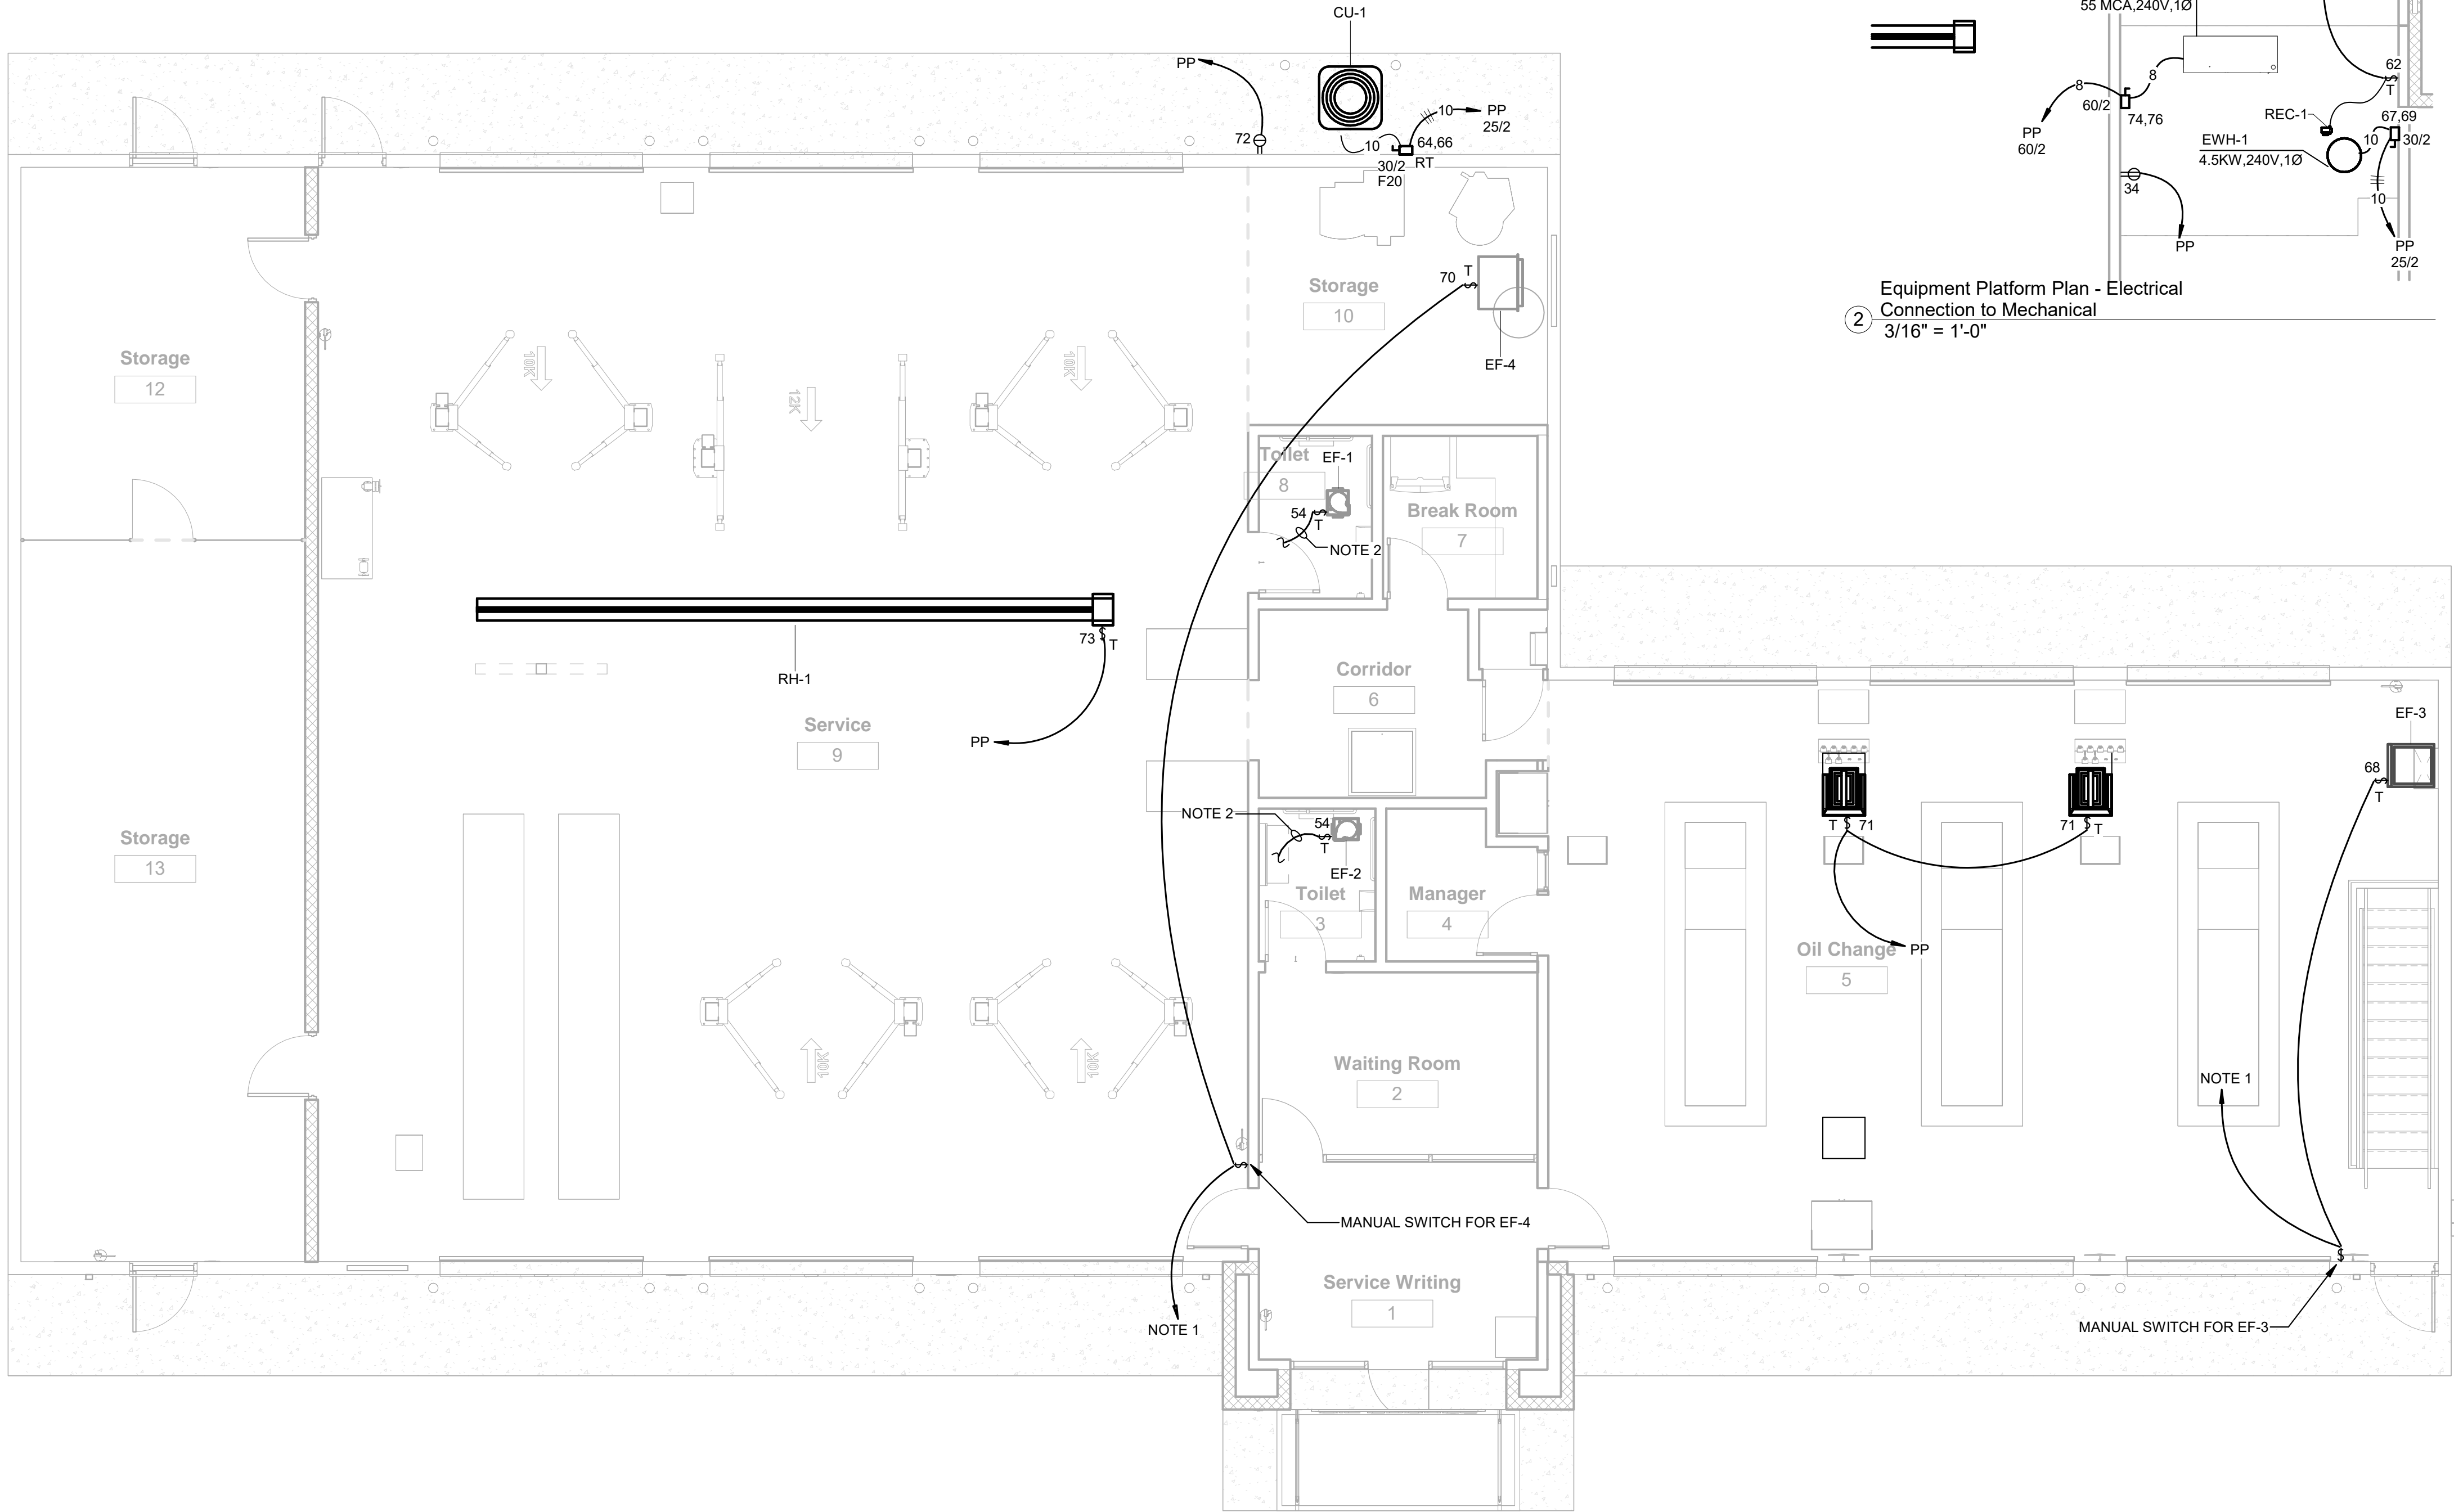 CU-1
PP
72
10
10
PP
25/2
64,66
30/2
RT
F20
55 MCA,240V,1Ø
8
8
60/2
74,76
PP
60/2
62
T
REC-1
67,69
EWH-1
10
30/2
4.5KW,240V,1Ø
34
10
PP
PP
25/2
2
Equipment Platform Plan - Electrical
Connection to Mechanical
3/16" = 1'-0"
Storage
12
10K
12K
10K
Storage
10
70
T
EF-4
Toilet
8
EF-1
54
T
NOTE 2
Break Room
7
73
T
RH-1
PP
Service
9
Corridor
6
Storage
13
NOTE 2
54
T
EF-2
Toilet
3
Manager
4
EF-3
68
T
T
71
71
T
PP
Oil Change
5
10K
10K
Waiting Room
2
NOTE 1
MANUAL SWITCH FOR EF-4
Service Writing
1
NOTE 1
MANUAL SWITCH FOR EF-3